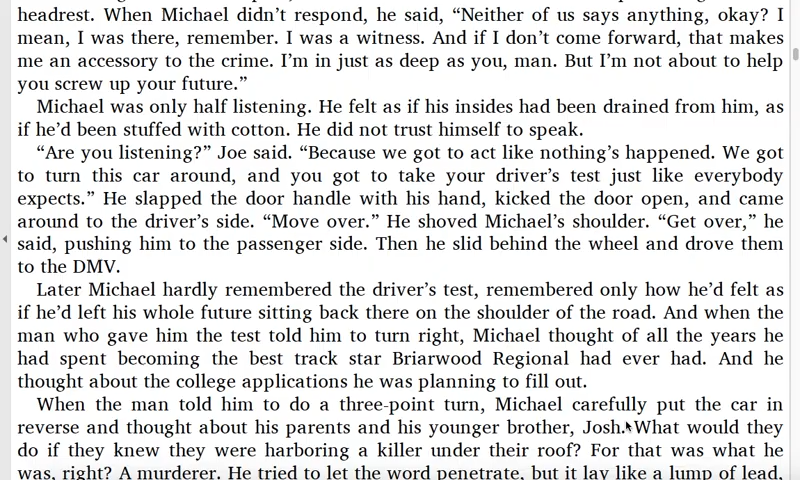 headrest. When Michael didn’t respond, he said, “Neither of us says anything, okay? I
mean, I was there, remember. I was a witness. And if I don’t come forward, that makes
me an accessory to the crime. I’m in just as deep as you, man. But I’m not about to help
you screw up your future.”
Michael was only half listening. He felt as if his insides had been drained from him, as
if he’d been stuffed with cotton. He did not trust himself to speak.
“Are you listening?” Joe said. “Because we got to act like nothing’s happened. We got
to turn this car around, and you got to take your driver’s test just like everybody
expects.” He slapped the door handle with his hand, kicked the door open, and came
around to the driver’s side. “Move over.” He shoved Michael’s shoulder. “Get over,” he
said, pushing him to the passenger side. Then he slid behind the wheel and drove them
to the DMV.
Later Michael hardly remembered the driver’s test, remembered only how he’d felt as
if he’d left his whole future sitting back there on the shoulder of the road. And when the
man who gave him the test told him to turn right, Michael thought of all the years he
had spent becoming the best track star Briarwood Regional had ever had. And he
thought about the college applications he was planning to fill out.
When the man told him to do a three-point turn, Michael carefully put the car in
reverse and thought about his parents and his younger brother, Josh. What would they
do if they knew they were harboring a killer under their roof? For that was what he
was, right? A murderer. He tried to let the word penetrate, but it lay like a lump of lead,